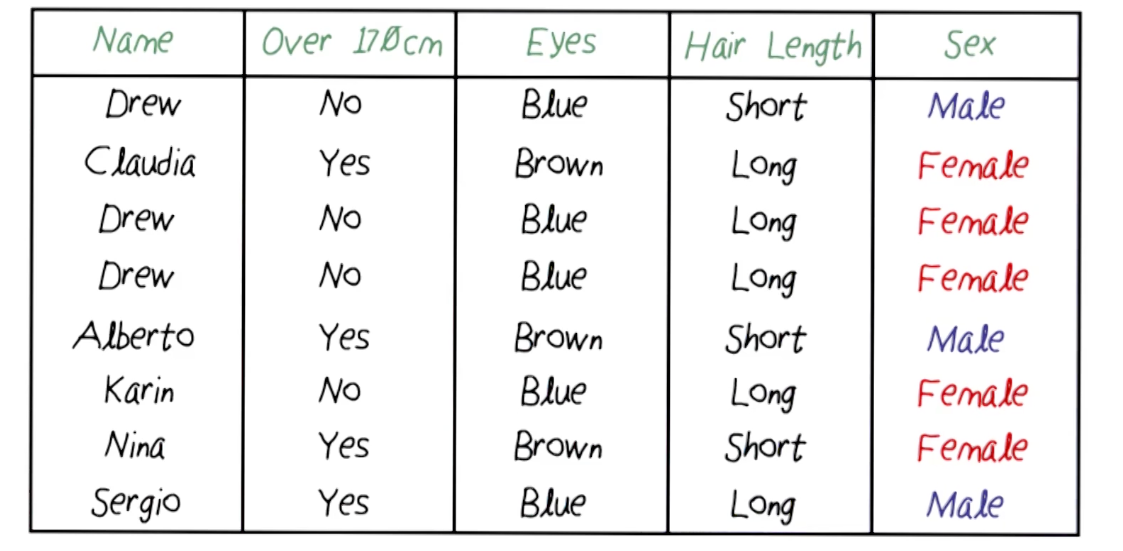 Name Over 170cm Eyes Hair Length Sex
Drew No Blue Short Male
Claudia Yes Brown Long Female
Drew No Blue Long Female
Drew No Blue Long Female
Alberto Yes Brown Short Male
Karin No Blue Long Female
Nina Yes Brown Short Female
Sergio Yes Blue Long Male